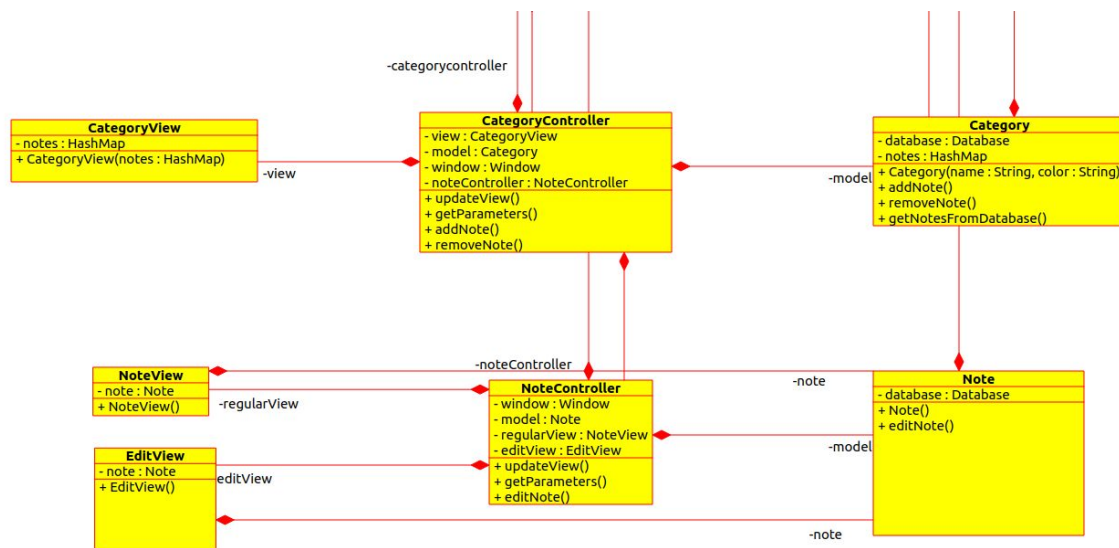 -categorycontroller
CategoryView
- notes : HashMap
+ CategoryView(notes : HashMap)
-view
CategoryController
- view : CategoryView
- model : Category
- window : Window
- noteController : NoteController
+ updateView()
+ getParameters()
+ addNote()
+ removeNote()
-model
Category
- database : Database
- notes : HashMap
+ Category(name : String, color : String)
+ addNote()
+ removeNote()
+ getNotesFromDatabase()
-noteController
NoteView
- note : Note
+ NoteView()
-regularView
NoteController
- window : Window
- model : Note
- regularView : NoteView
- editView : EditView
+ updateView()
+ getParameters()
+ editNote()
-note
-model
Note
- database : Database
+ Note()
+ editNote()
EditView
- note : Note
+ EditView()
editView
-note